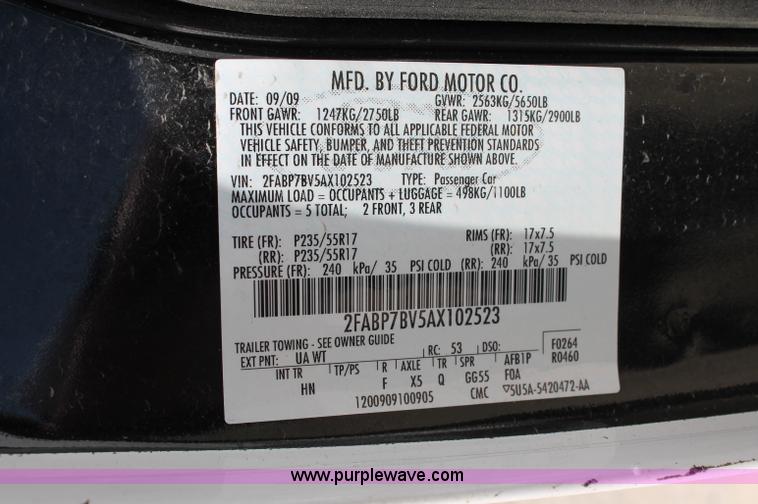 MFD. BY FORD MOTOR CO.
DATE: 09/09 GVWR: 2563KG/5650LB
FRONT GAWR: 1247KG/2750LB REAR GAWR: 1315KG/2900LB
THIS VEHICLE CONFORMS TO ALL APPLICABLE FEDERAL MOTOR
VEHICLE SAFETY, BUMPER, AND THEFT PREVENTION STANDARDS
IN EFFECT ON THE DATE OF MANUFACTURE SHOWN ABOVE.
VIN: 2FABP7BV5AX102523 TYPE: Passenger Car
MAXIMUM LOAD = OCCUPANTS + LUGGAGE = 498KG/1100LB
OCCUPANTS = 5 TOTAL; 2 FRONT, 3 REAR
TIRE (FR): P235/55R17 RIMS (FR): 17x7.5
(RR): P235/55R17 (RR): 17x7.5
PRESSURE (FR): 240 kPa/ 35 PSI COLD (RR): 240 kPa/ 35 PSI COLD
2FABP7BV5AX102523
TRAILER TOWING - SEE OWNER GUIDE
EXT PNT: UA WT RC: 53 DSO: F0264
INT TR TP/PS R AXLE TR SPR AFB1P R0460
HN F X5 Q GG55 FOA
1200909100905 CMC ▽5U5A-5420472-AA
www.purplewave.com